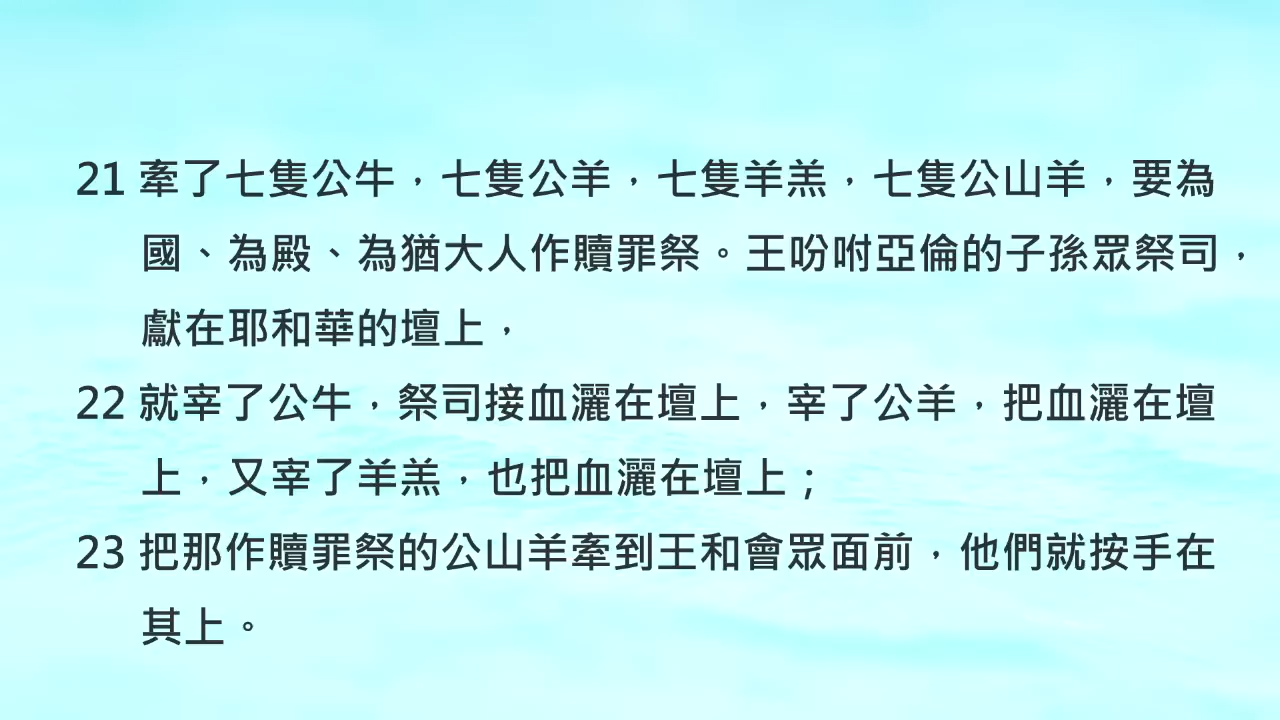 21 牽了七隻公牛，七隻公羊，七隻羊羔，七隻公山羊，要為
國、為殿、為猶大人作贖罪祭。王吩咐亞倫的子孫眾祭司，
獻在耶和華的壇上，
22 就宰了公牛，祭司接血灑在壇上，宰了公羊，把血灑在壇
上，又宰了羊羔，也把血灑在壇上；
23 把那作贖罪祭的公山羊牽到王和會眾面前，他們就按手在
其上。